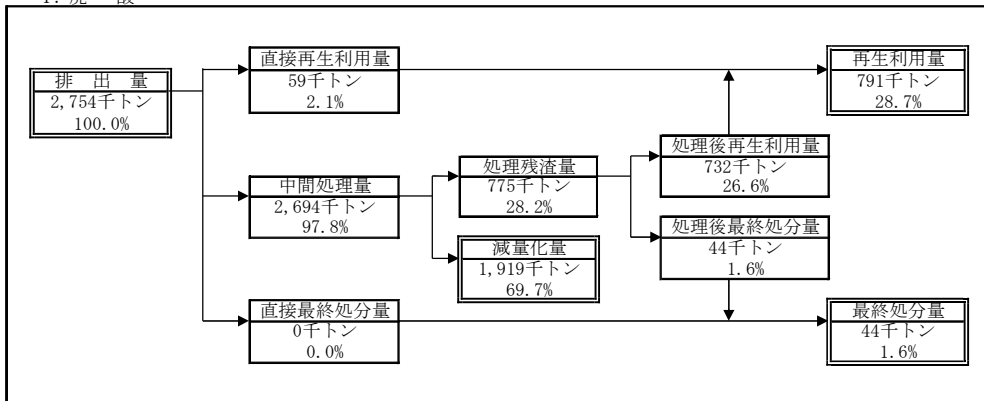 排 出 量
2,754千トン
100.0%
直接再生利用量
59千トン
2.1%
再生利用量
791千トン
28.7%
中間処理量
2,694千トン
97.8%
処理残渣量
775千トン
28.2%
処理後再生利用量
732千トン
26.6%
減量化量
1,919千トン
69.7%
処理後最終処分量
44千トン
1.6%
直接最終処分量
0千トン
0.0%
最終処分量
44千トン
1.6%